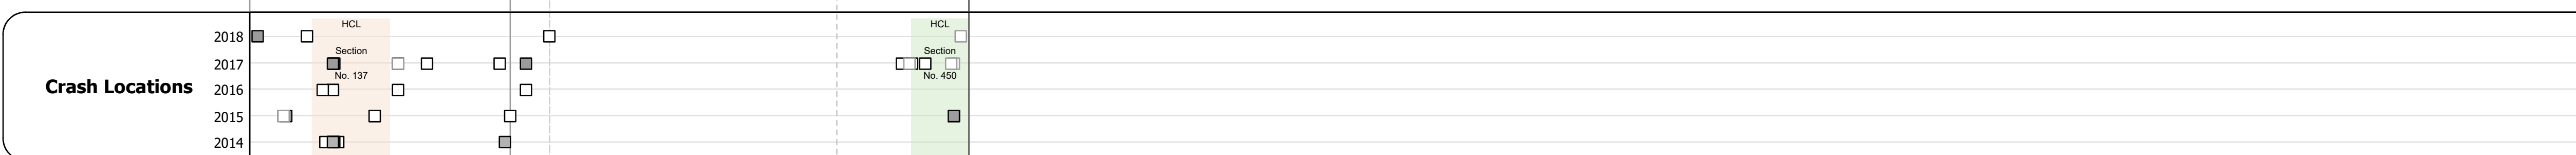 HCL
HCL
2018
Section
Section
2017
No. 137
No. 450
Crash Locations
2016
2015
2014